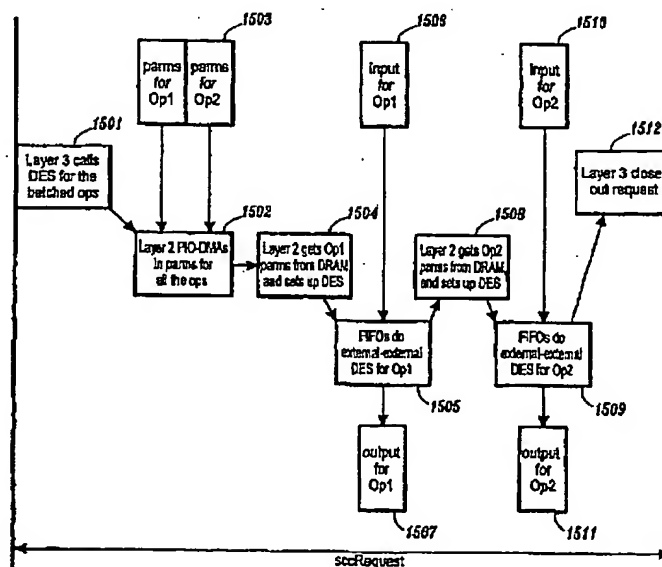 1503
1506
1510
parms
for
Op1
parms
for
Op2
Input
for
Op1
Input
for
Op2
1501
1512
Layer 3 calls
DES for the
batched ops
Layer 3 close
out request
1502
1504
1508
Layer 2 PIO-DMAs
in parms for
all the ops
Layer 2 gets Op1
parms from DRAM
and sets up DES
Layer 2 gets Op2
parms from DRAM
and sets up DES
FIFOs do
external-external
DES for Op1
FIFOs do
external-external
DES for Op2
1505
1509
output
for
Op1
output
for
Op2
1507
1511
sccRequest